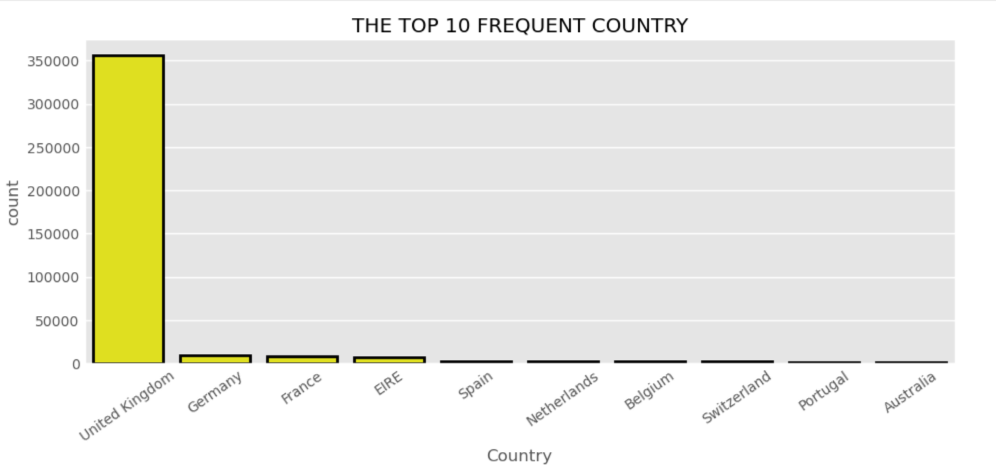 THE TOP 10 FREQUENT COUNTRY
350000
300000
250000
200000
150000
100000
50000
0
count
United Kingdom
Germany
France
EIRE
Spain
Netherlands
Belgium
Switzerland
Portugal
Australia
Country